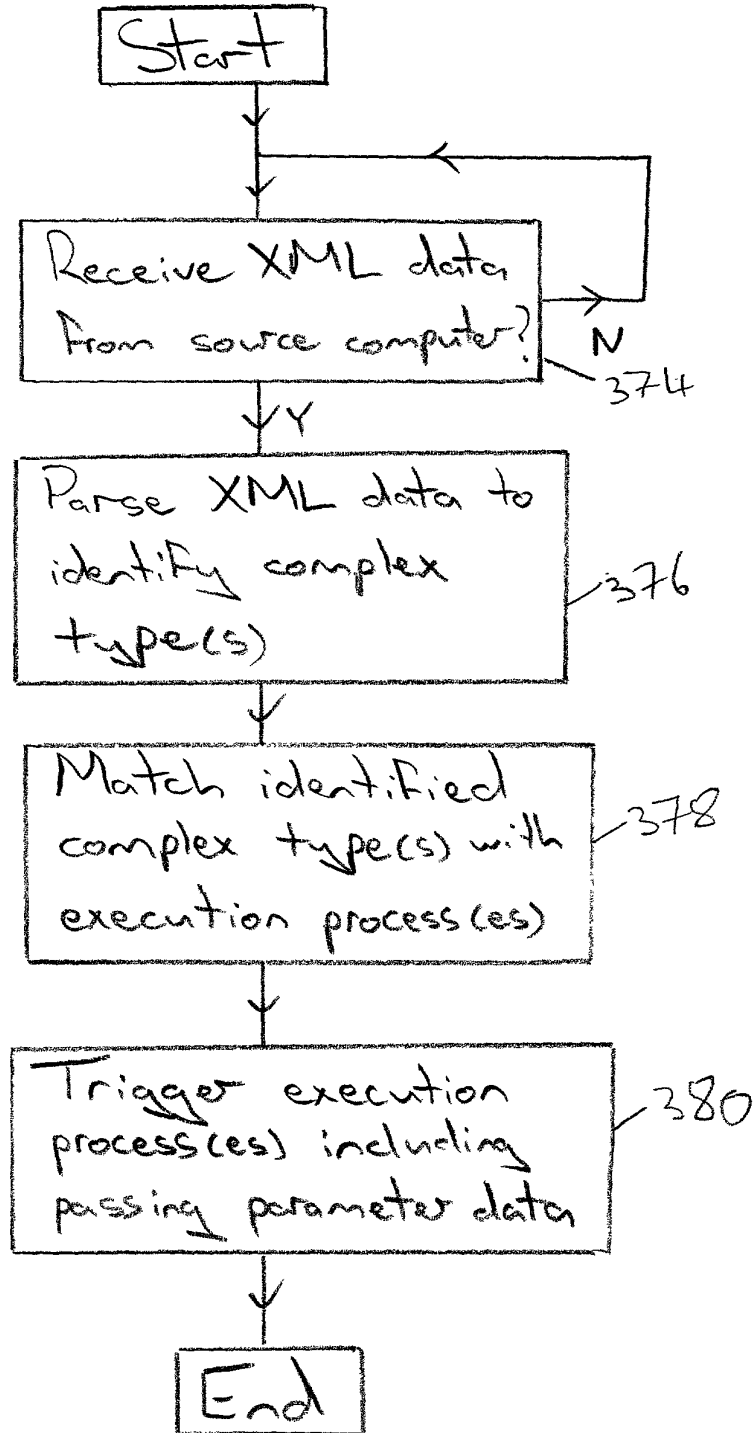 Start
Receive XML data
from source computer?
N
374
Y
Parse XML data to
identify complex
type(s)
376
Match identified
complex type(s) with
execution process(es)
378
Trigger execution
process(es) including
passing parameter data
380
End